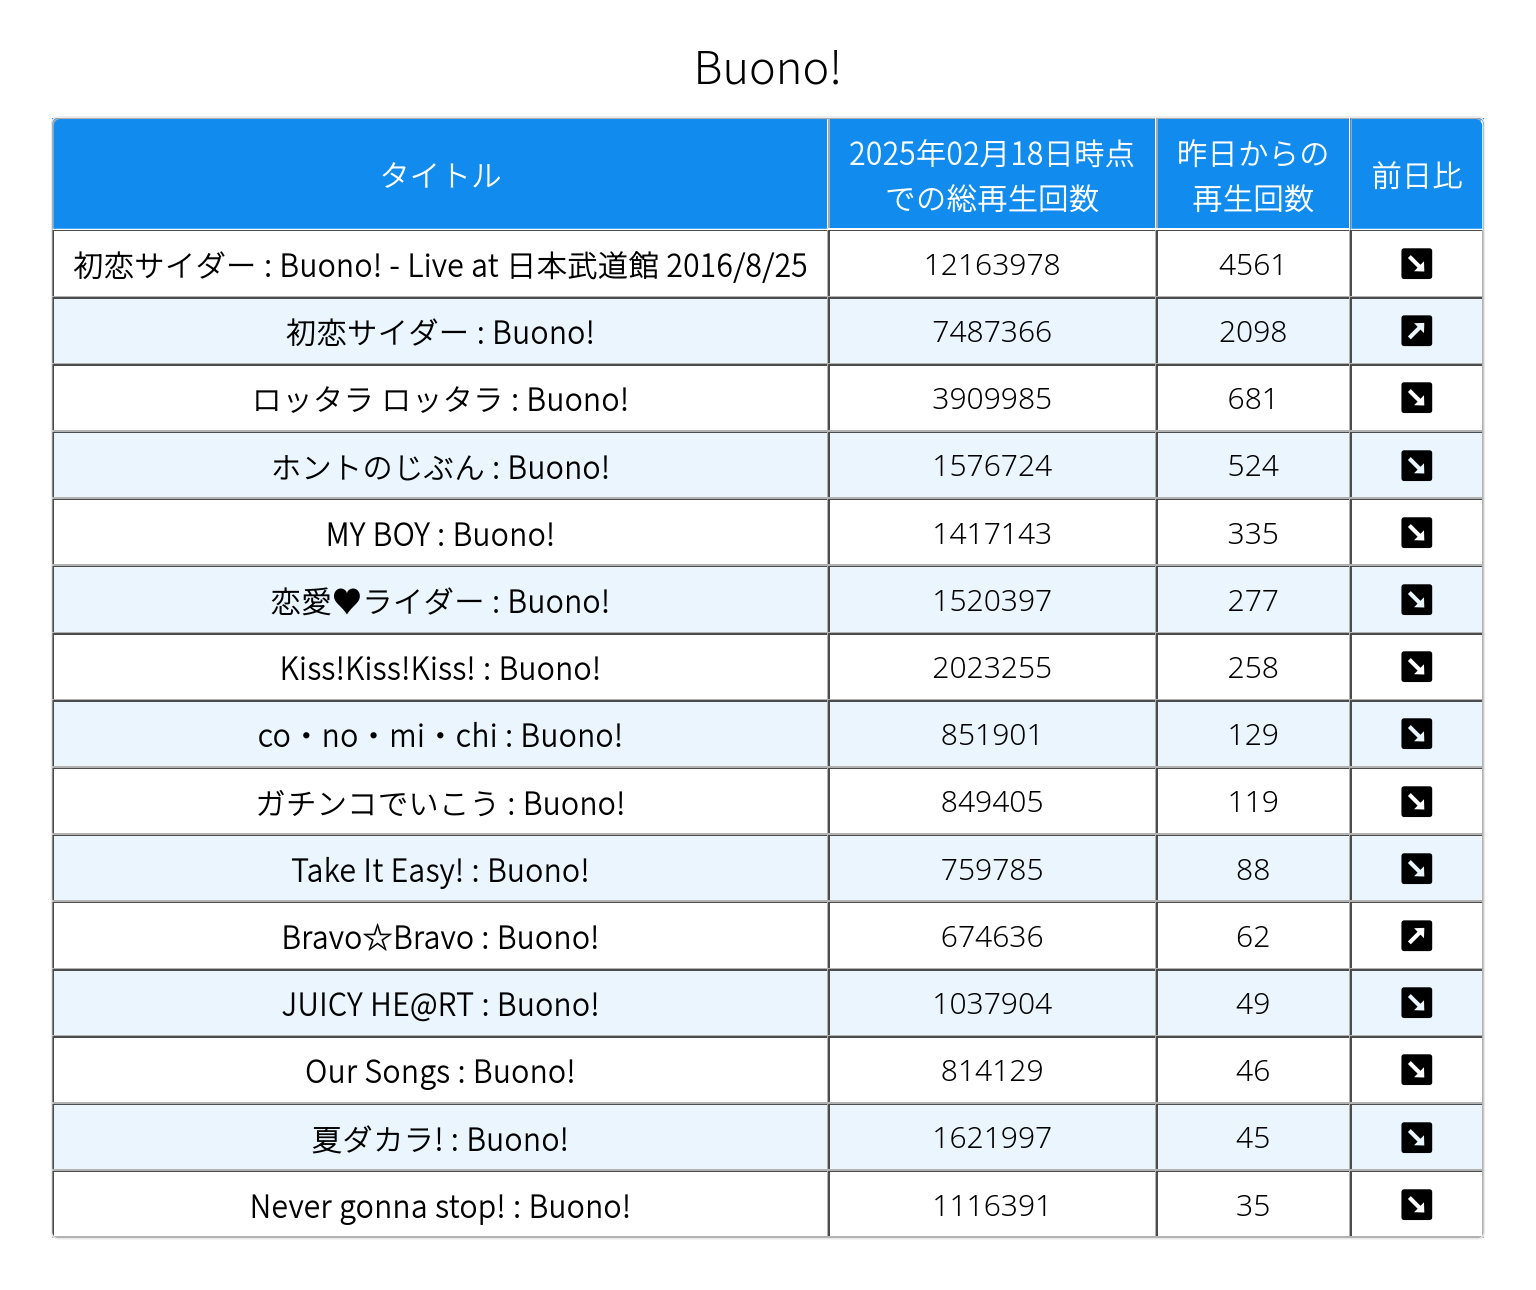 Buono!
タイトル 2025年02月18日時点での総再生回数 昨日からの再生回数 前日比
初恋サイダー : Buono! - Live at 日本武道館 2016/8/25 12163978 4561 ↘
初恋サイダー : Buono! 7487366 2098 ↗
ロッタラ ロッタラ : Buono! 3909985 681 ↘
ホントのじぶん : Buono! 1576724 524 ↘
MY BOY : Buono! 1417143 335 ↘
恋愛♥ライダー : Buono! 1520397 277 ↘
Kiss!Kiss!Kiss! : Buono! 2023255 258 ↘
co・no・mi・chi : Buono! 851901 129 ↘
ガチンコでいこう : Buono! 849405 119 ↘
Take It Easy! : Buono! 759785 88 ↘
Bravo☆Bravo : Buono! 674636 62 ↗
JUICY HE@RT : Buono! 1037904 49 ↘
Our Songs : Buono! 814129 46 ↘
夏ダカラ! : Buono! 1621997 45 ↘
Never gonna stop! : Buono! 1116391 35 ↘